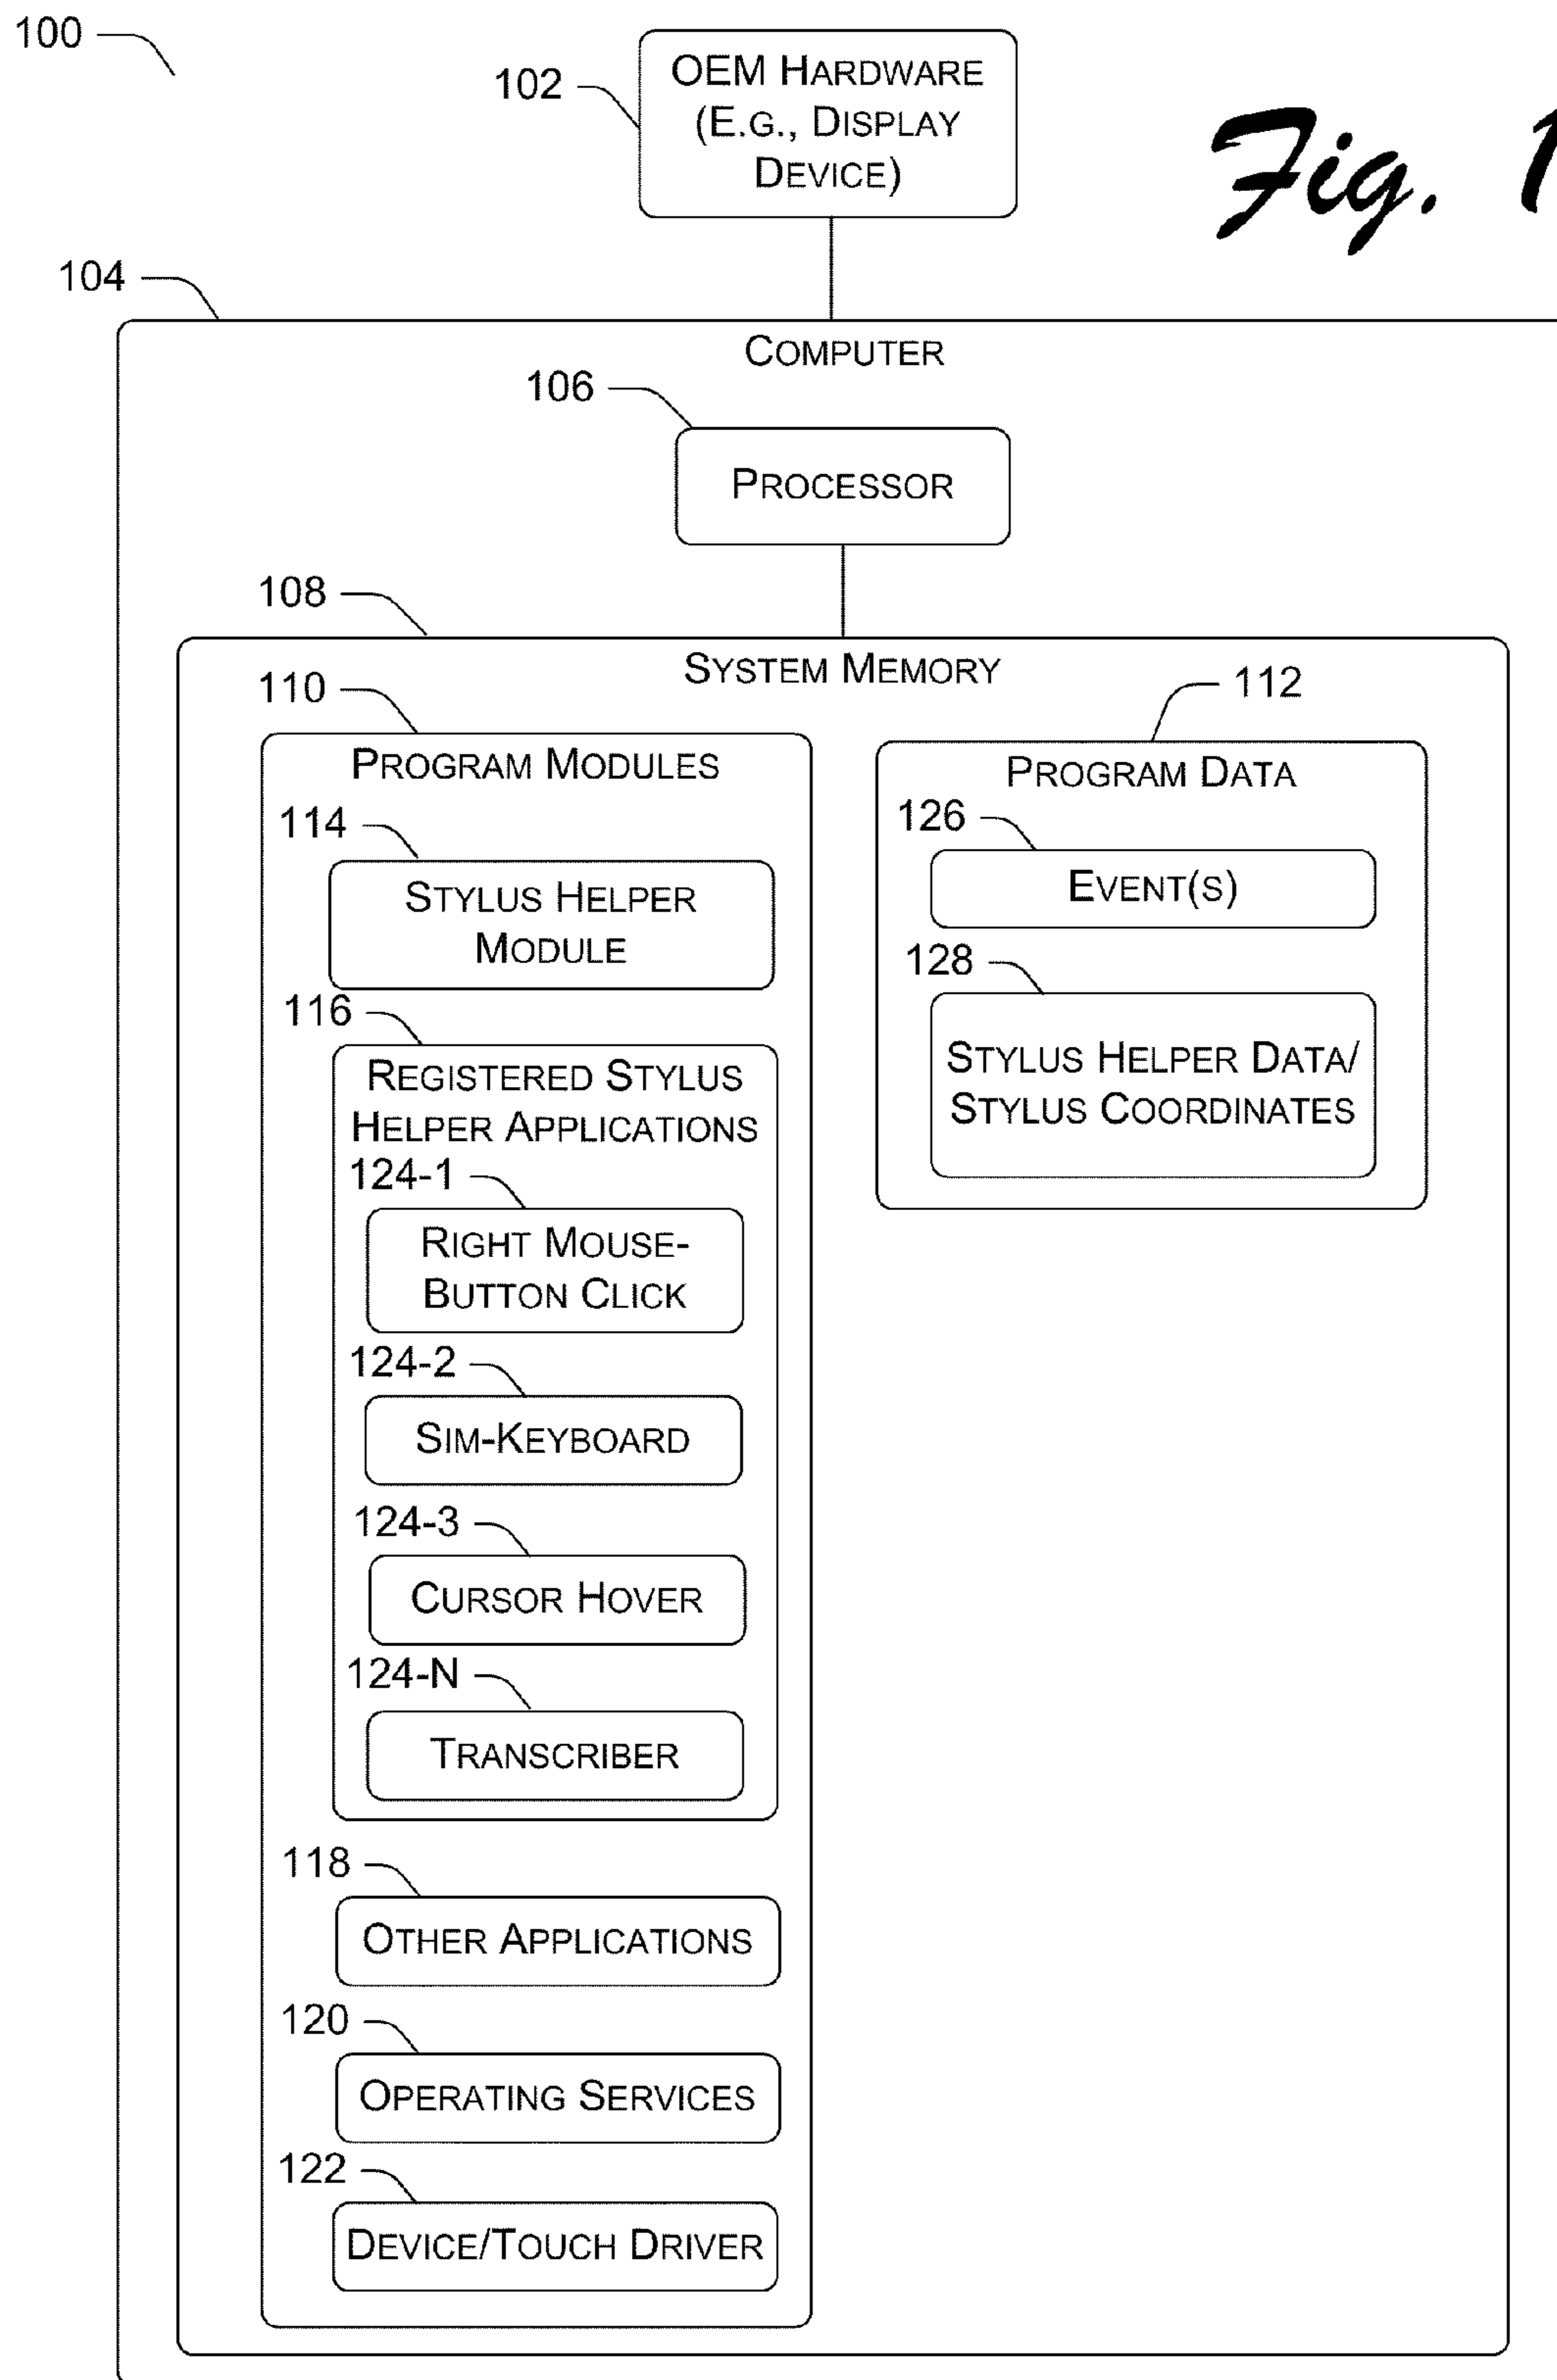 100
102
OEM HARDWARE
(E.G., DISPLAY
DEVICE)
Fig. 1
104
COMPUTER
106
PROCESSOR
108
SYSTEM MEMORY
110
PROGRAM MODULES
114
STYLUS HELPER
MODULE
116
REGISTERED STYLUS
HELPER APPLICATIONS
124-1
RIGHT MOUSE-
BUTTON CLICK
124-2
SIM-KEYBOARD
124-3
CURSOR HOVER
124-N
TRANSCRIBER
118
OTHER APPLICATIONS
120
OPERATING SERVICES
122
DEVICE/TOUCH DRIVER
112
PROGRAM DATA
126
EVENT(S)
128
STYLUS HELPER DATA/
STYLUS COORDINATES